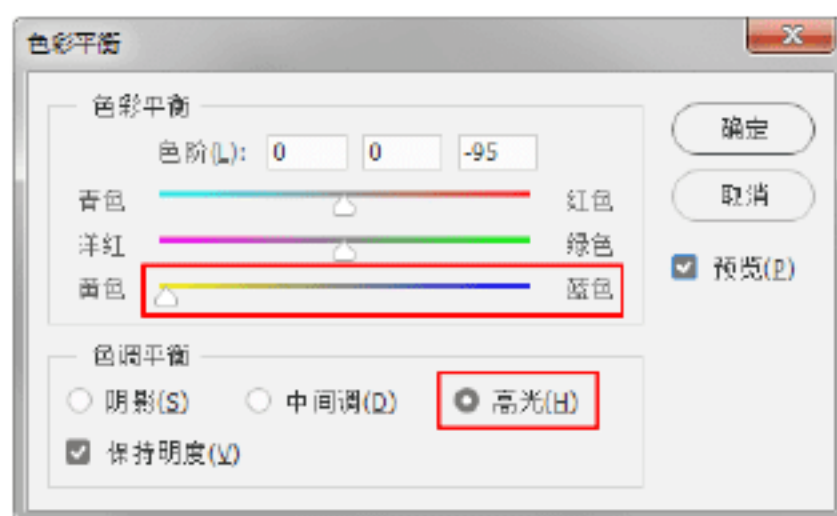 色彩平衡
色彩平衡
色阶(L): 0 0 -95
青色 红色
洋红 绿色
黄色 蓝色
确定
取消
预览(P)
色调平衡
阴影(S) 中间调(D) 高光(H)
保持明度(V)